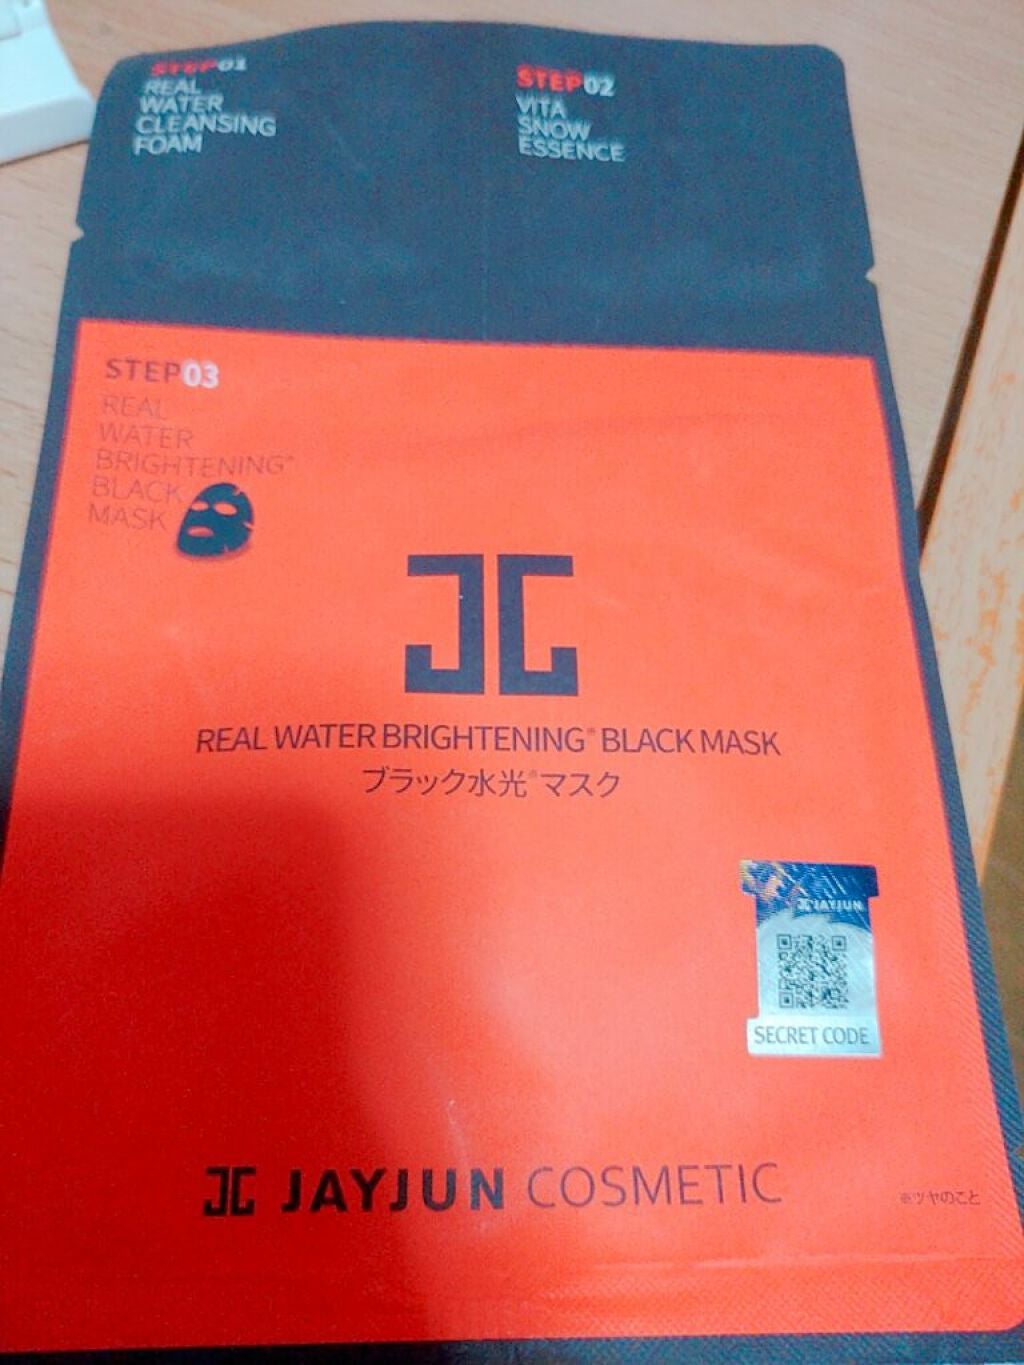 STEP01
REAL
WATER
CLEANSING
FOAM
STEP02
VITA
SNOW
ESSENCE
STEP03
REAL
WATER
BRIGHTENING*
BLACK
MASK
REAL WATER BRIGHTENING※ BLACK MASK
ブラック水光※マスク
JAYJUN
SECRET CODE
JAYJUN COSMETIC
※ツヤのこと